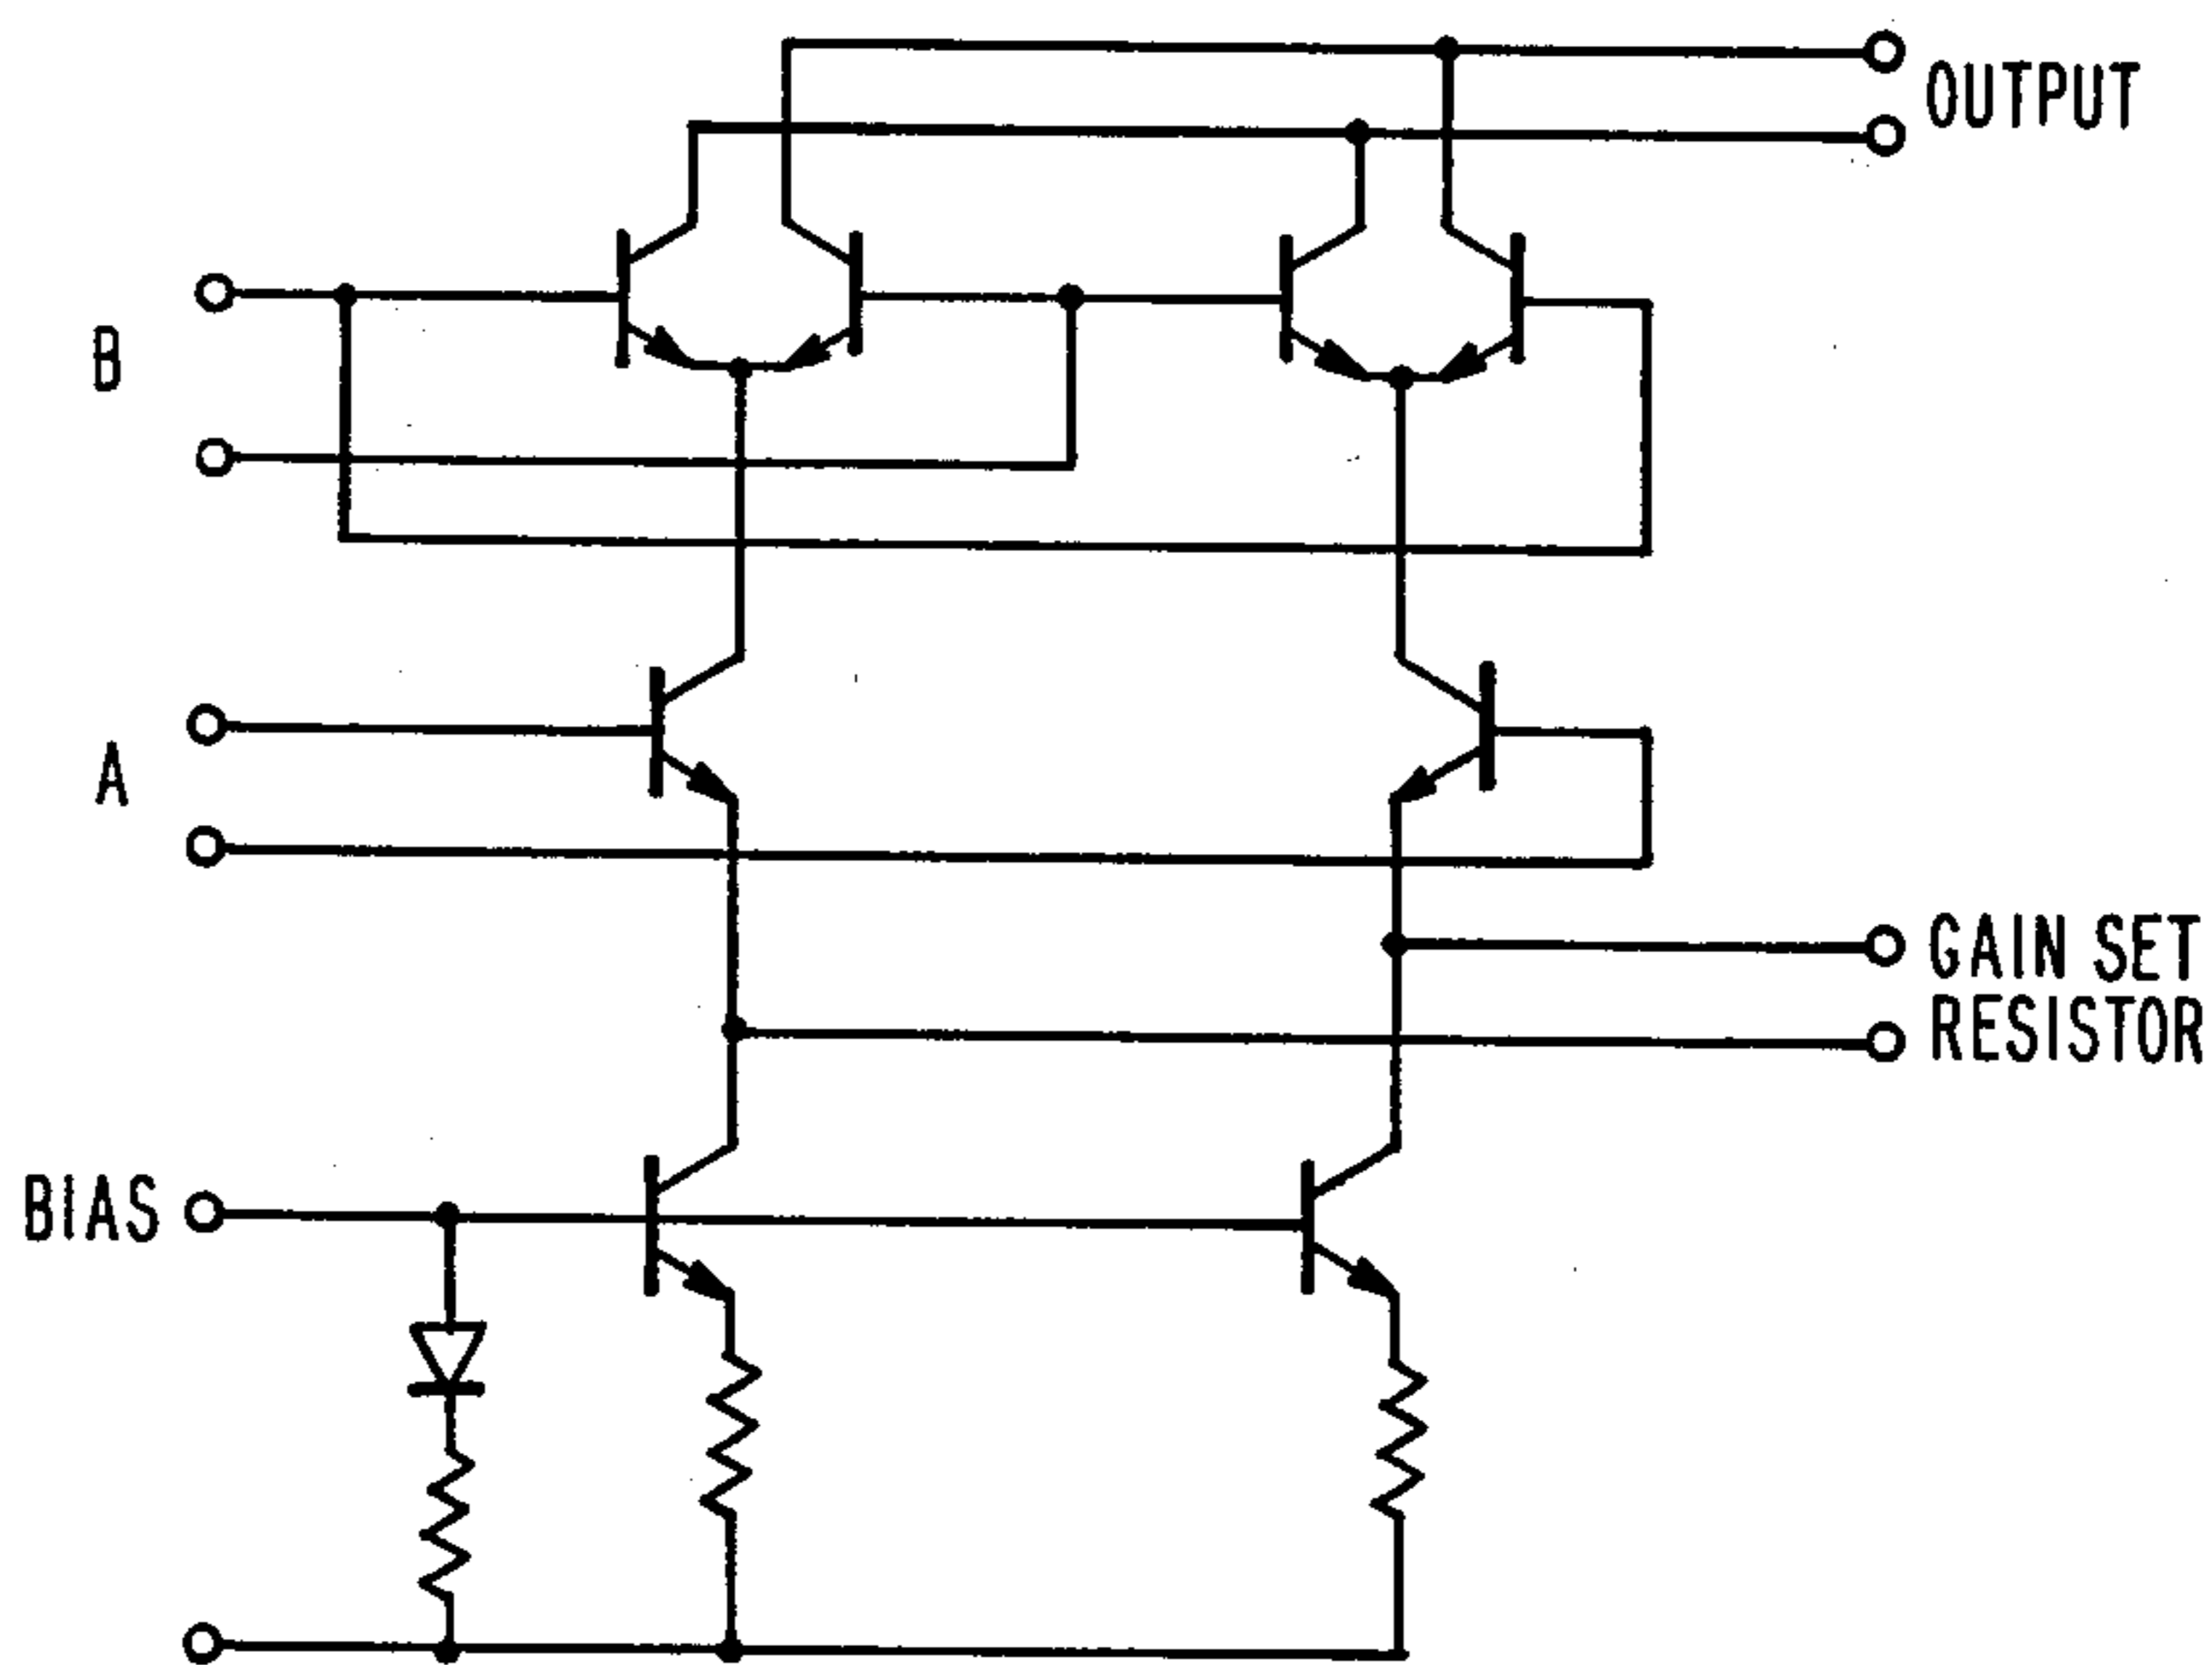 OUTPUT
B
A
GAIN SET
RESISTOR
BIAS